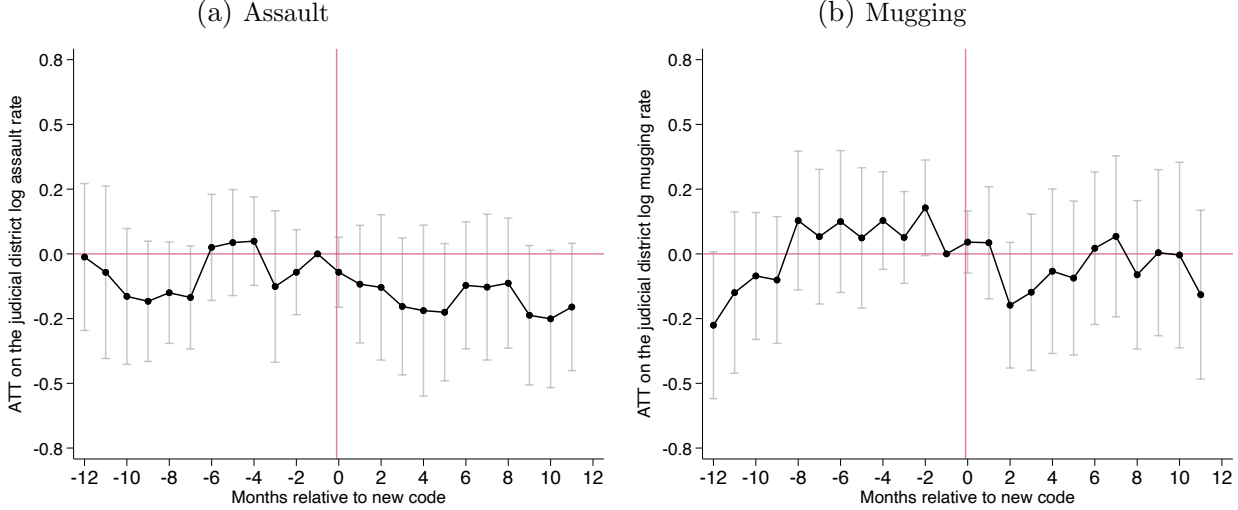 (a) Assault
ATT on the judicial district log assault rate
0.8
0.5
0.2
0.0
-0.2
-0.5
-0.8
-12 -10 -8 -6 -4 -2 0 2 4 6 8 10 12
Months relative to new code
(b) Mugging
ATT on the judicial district log mugging rate
0.8
0.5
0.2
0.0
-0.2
-0.5
-0.8
-12 -10 -8 -6 -4 -2 0 2 4 6 8 10 12
Months relative to new code